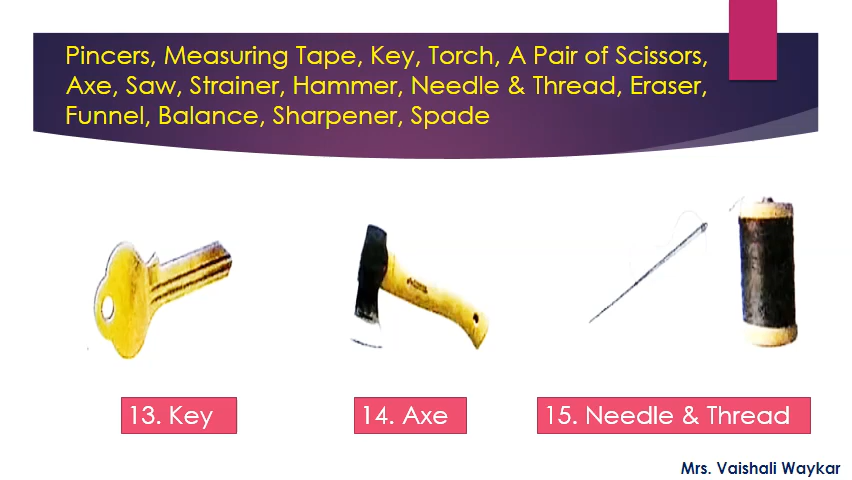 Pincers, Measuring Tape, Key, Torch, A Pair of Scissors,
Axe, Saw, Strainer, Hammer, Needle & Thread, Eraser,
Funnel, Balance, Sharpener, Spade
13. Key
14. Axe
15. Needle & Thread
Mrs. Vaishali Waykar